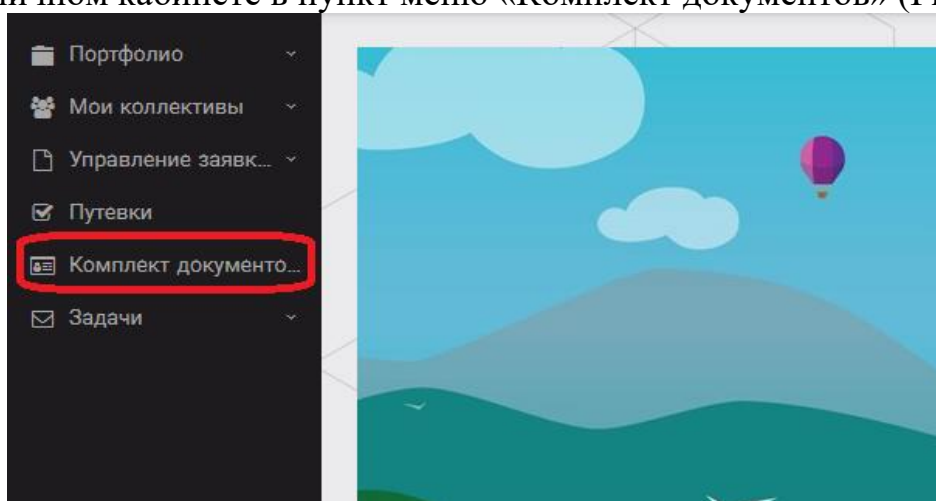 личном кабинете в пункт меню «Комплект документов» (
Портфолио
Мои коллективы
Управление заявк...
Путевки
Комплект документо...
Задачи